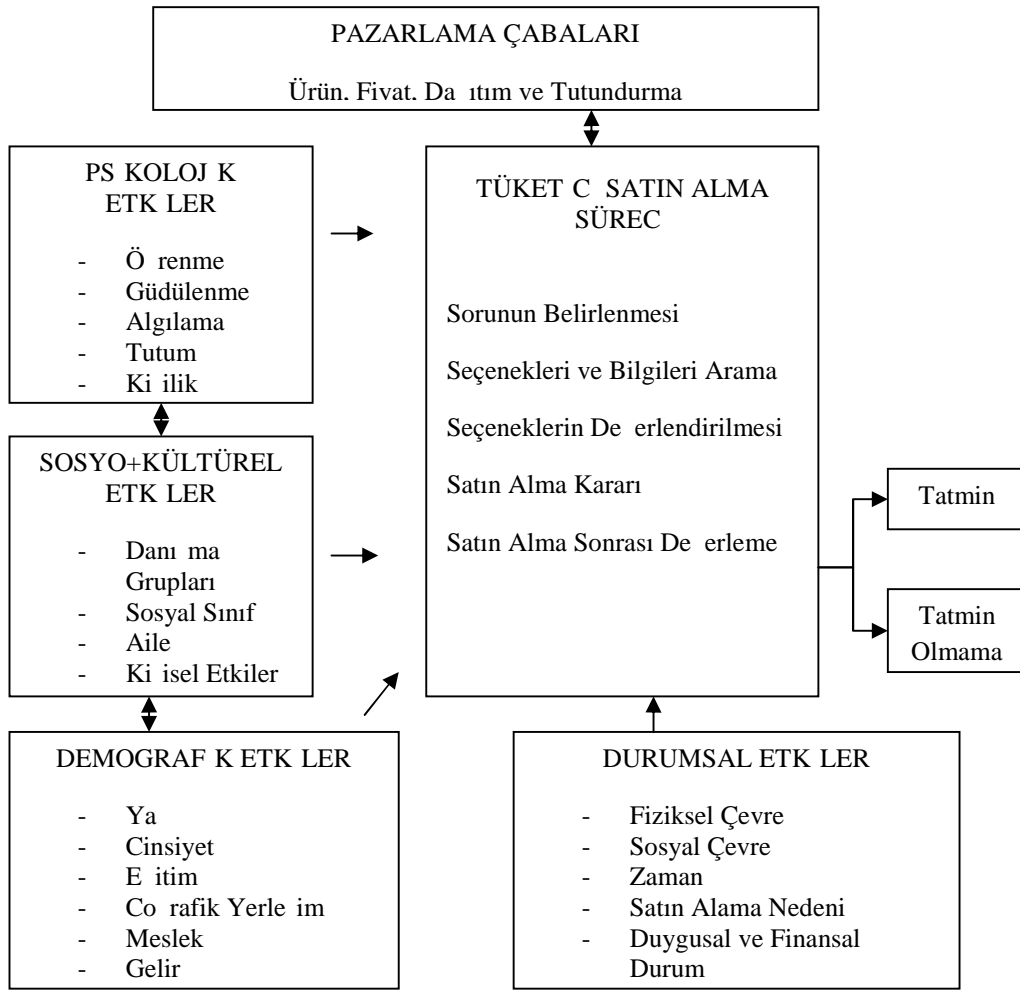 PAZARLAMA ÇABALARI
Ürün. Fivat. Da ıtım ve Tutundurma
PS KOLOJ K
ETK LER
- Ö renme
- Güdülenme
- Algılama
- Tutum
- Ki ilik
SOSYO+KÜLTÜREL
ETK LER
- Danı ma
Grupları
- Sosyal Sınıf
- Aile
- Ki isel Etkiler
DEMOGRAF K ETK LER
- Ya
- Cinsiyet
- E itim
- Co rafik Yerle im
- Meslek
- Gelir
TÜKET C SATIN ALMA
SÜREC
Sorunun Belirlenmesi
Seçenekleri ve Bilgileri Arama
Seçeneklerin De erlendirilmesi
Satın Alma Kararı
Satın Alma Sonrası De erleme
Tatmin
Tatmin
Olmama
DURUMSAL ETK LER
- Fiziksel Çevre
- Sosyal Çevre
- Zaman
- Satın Alama Nedeni
- Duygusal ve Finansal
Durum